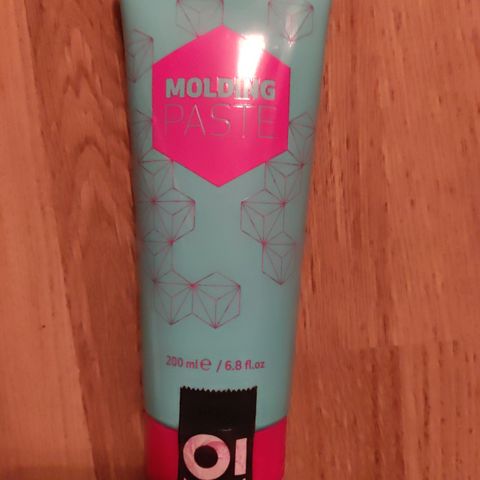 MOLDING
PASTE
200 ml e / 6.8 fl.oz
OI